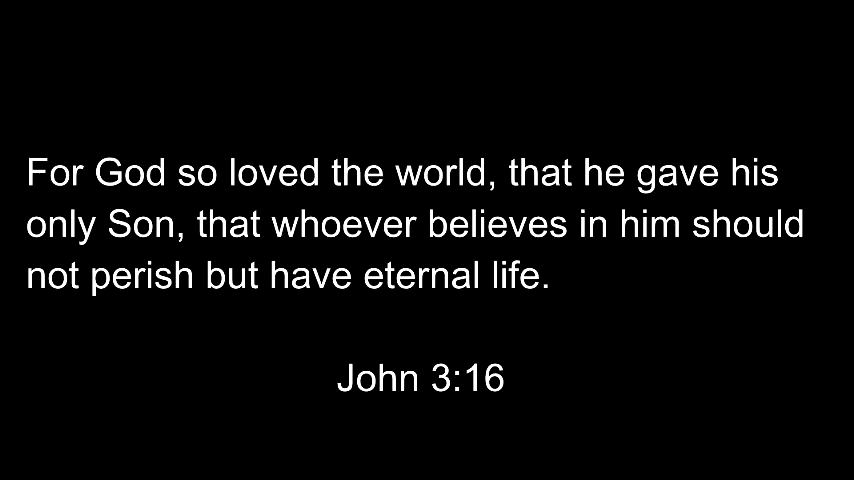 For God so loved the world, that he gave his
only Son, that whoever believes in him should
not perish but have eternal life.
John 3:16